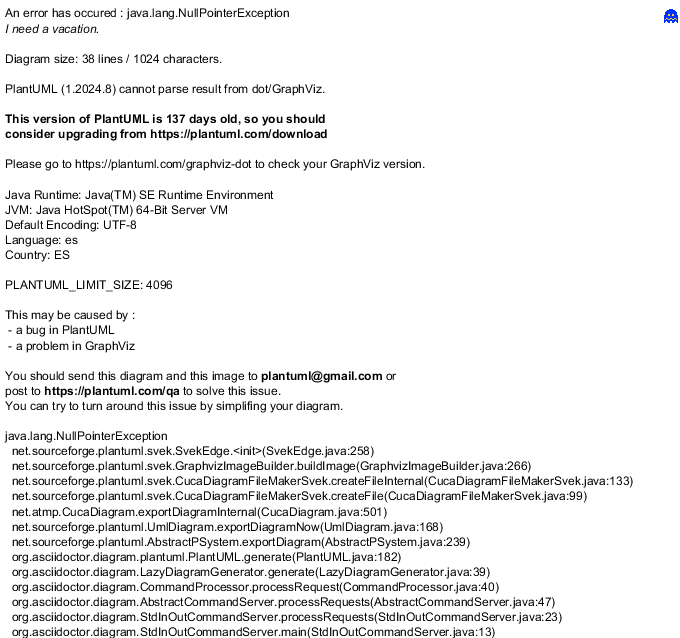 An error has occured : java.lang.NullPointerException
I need a vacation.
Diagram size: 38 lines / 1024 characters.
PlantUML (1.2024.8) cannot parse result from dot/GraphViz.
This version of PlantUML is 137 days old, so you should
consider upgrading from https://plantuml.com/download
Please go to https://plantuml.com/graphviz-dot to check your GraphViz version.
Java Runtime: Java(TM) SE Runtime Environment
JVM: Java HotSpot(TM) 64-Bit Server VM
Default Encoding: UTF-8
Language: es
Country: ES
PLANTUML_LIMIT_SIZE: 4096
This may be caused by :
- a bug in PlantUML
- a problem in GraphViz
You should send this diagram and this image to plantuml@gmail.com or
post to https://plantuml.com/qa to solve this issue.
You can try to turn around this issue by simplifing your diagram.
java.lang.NullPointerException
net.sourceforge.plantuml.svek.SvekEdge.<init>(SvekEdge.java:258)
net.sourceforge.plantuml.svek.GraphvizImageBuilder.buildImage(GraphvizImageBuilder.java:266)
net.sourceforge.plantuml.svek.CucaDiagramFileMakerSvek.createFileInternal(CucaDiagramFileMakerSvek.java:133)
net.sourceforge.plantuml.svek.CucaDiagramFileMakerSvek.createFile(CucaDiagramFileMakerSvek.java:99)
net.atmp.CucaDiagram.exportDiagramInternal(CucaDiagram.java:501)
net.sourceforge.plantuml.UmlDiagram.exportDiagramNow(UmlDiagram.java:168)
net.sourceforge.plantuml.AbstractPSystem.exportDiagram(AbstractPSystem.java:239)
org.asciidoctor.diagram.plantuml.PlantUML.generate(PlantUML.java:182)
org.asciidoctor.diagram.LazyDiagramGenerator.generate(LazyDiagramGenerator.java:39)
org.asciidoctor.diagram.CommandProcessor.processRequest(CommandProcessor.java:40)
org.asciidoctor.diagram.AbstractCommandServer.processRequests(AbstractCommandServer.java:47)
org.asciidoctor.diagram.StdInOutCommandServer.processRequests(StdInOutCommandServer.java:23)
org.asciidoctor.diagram.StdInOutCommandServer.main(StdInOutCommandServer.java:13)